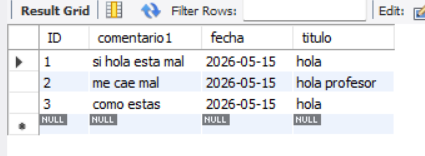 Result Grid Filter Rows: Edit:
ID comentario1 fecha titulo
1 si hola esta mal 2026-05-15 hola
2 me cae mal 2026-05-15 hola profesor
3 como estas 2026-05-15 hola
NULL NULL NULL NULL